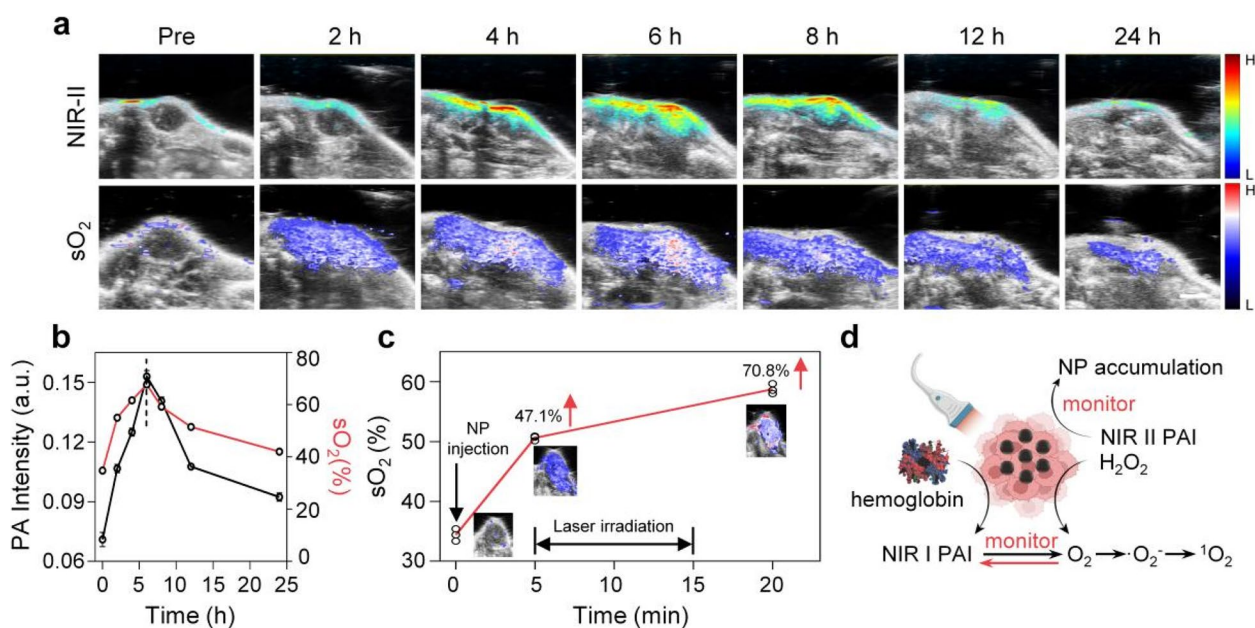 a
Pre 2 h 4 h 6 h 8 h 12 h 24 h
NIR-II
H
L
sO₂
H
L
b
PA Intensity (a.u.)
0.15
0.12
0.09
0.06
80
60
40
20
0
sO₂(%)
0 5 10 15 20 25
Time (h)
c
sO₂ (%)
60
50
40
30
NP
injection
47.1%
70.8%
Laser irradiation
0 5 10 15 20
Time (min)
d
NP accumulation
monitor
NIR II PAI
H₂O₂
hemoglobin
NIR I PAI monitor O₂ ·O₂⁻ ¹O₂